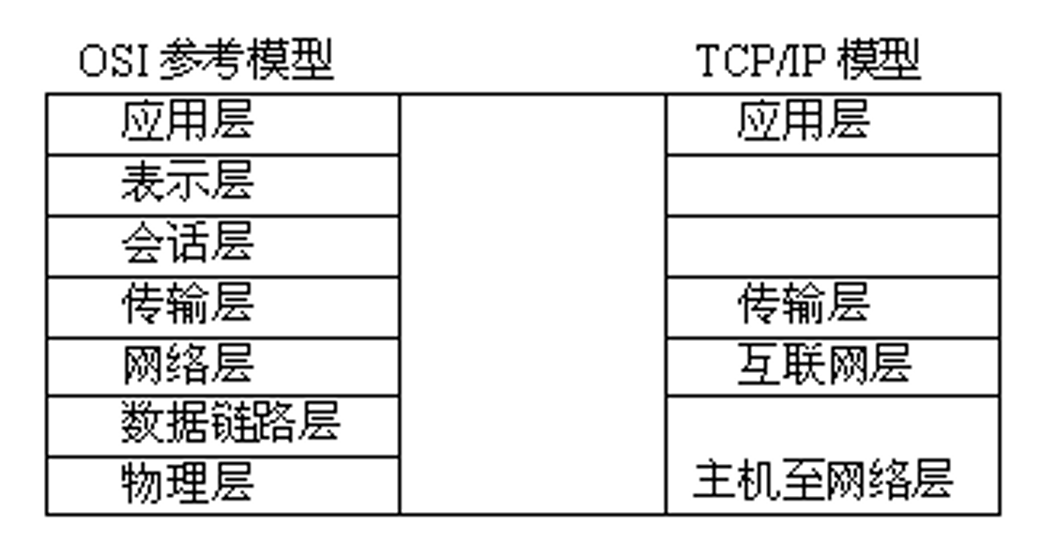 OSI 参考模型 TCP/IP 模型
应用层 应用层
表示层
会话层
传输层 传输层
网络层 互联网层
数据链路层
物理层 主机至网络层